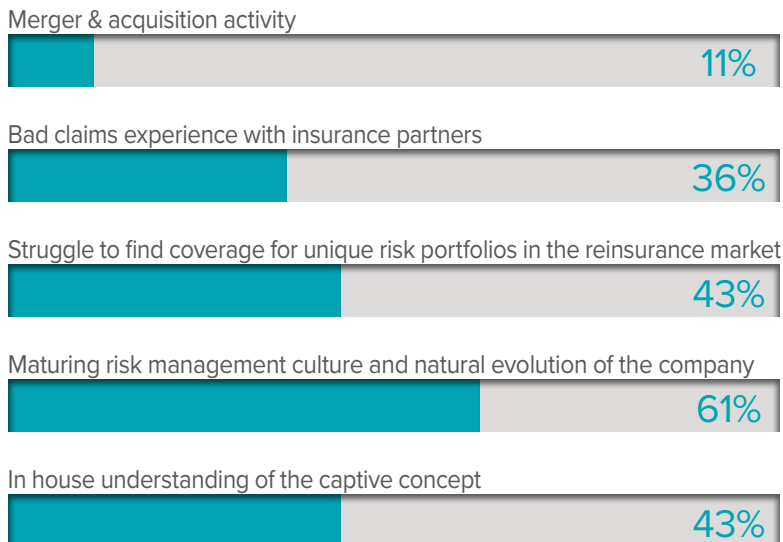 Merger & acquisition activity
11%
Bad claims experience with insurance partners
36%
Struggle to find coverage for unique risk portfolios in the reinsurance market
43%
Maturing risk management culture and natural evolution of the company
61%
In house understanding of the captive concept
43%